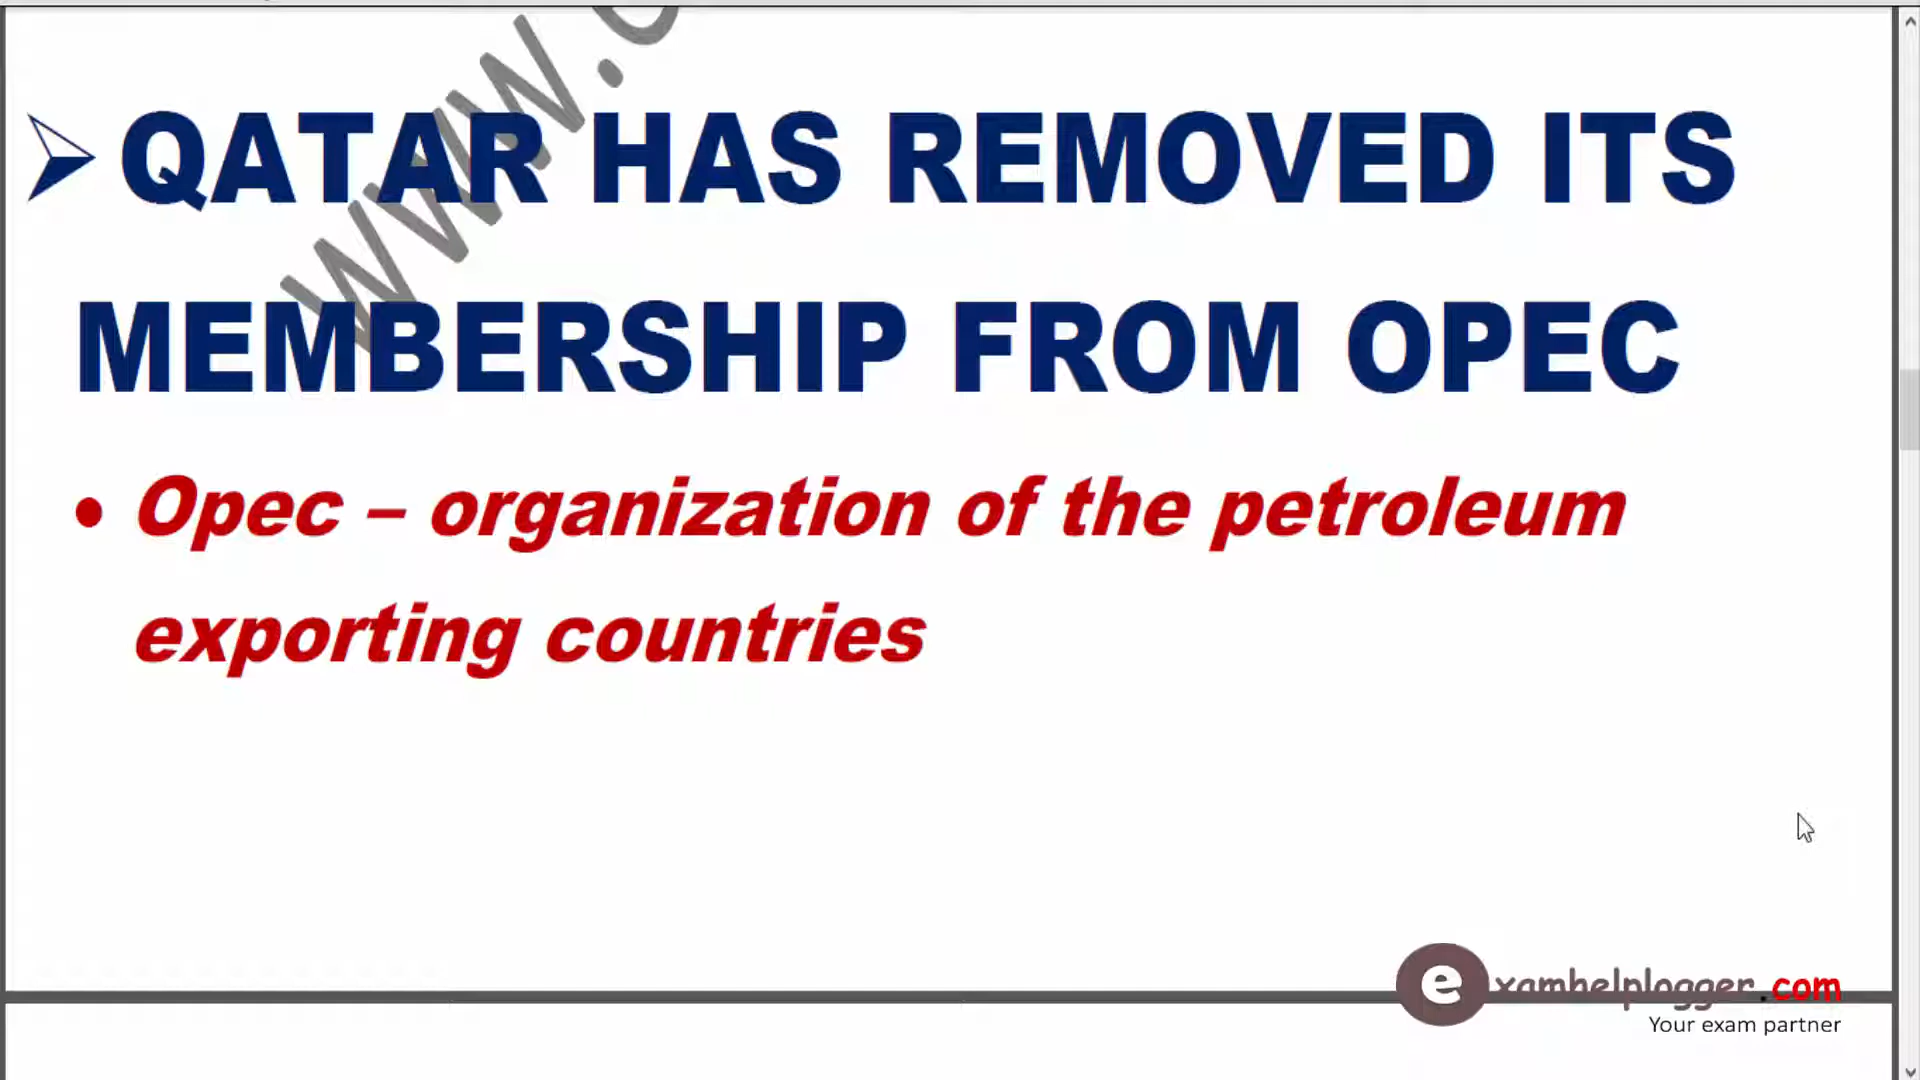 QATAR HAS REMOVED ITS
MEMBERSHIP FROM OPEC
• Opec – organization of the petroleum
exporting countries
www.
examhelplogger.com
Your exam partner